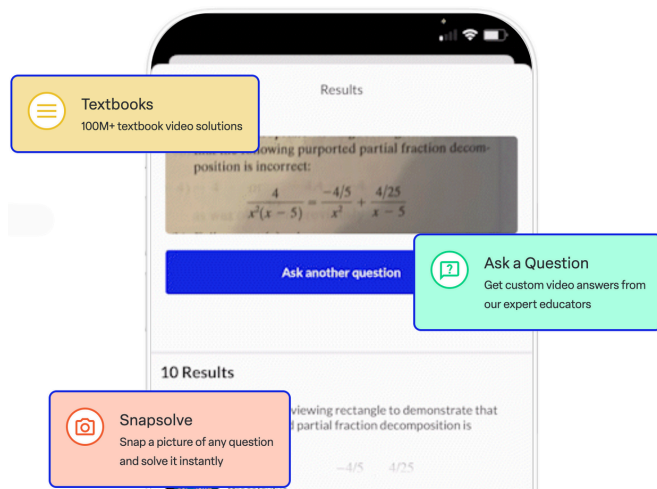 Results
Textbooks
100M+ textbook video solutions
following purported partial fraction decom-
position is incorrect:
4/x²(x − 5) = −4/5/x² + 4/25/x − 5
Ask another question
Ask a Question
Get custom video answers from
our expert educators
10 Results
viewing rectangle to demonstrate that
partial fraction decomposition is
−4/5 4/25
Snapsolve
Snap a picture of any question
and solve it instantly